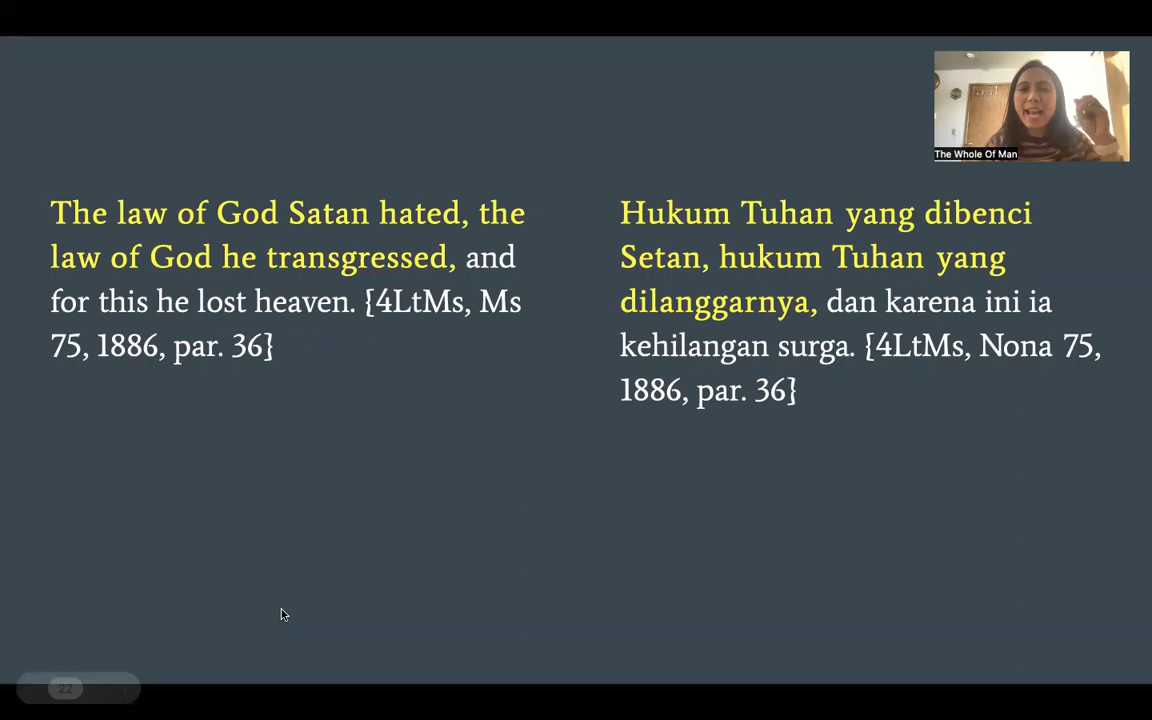 The Whole Of Man
The law of God Satan hated, the
law of God he transgressed, and
for this he lost heaven. {4LtMs, Ms
75, 1886, par. 36}
Hukum Tuhan yang dibenci
Setan, hukum Tuhan yang
dilanggarnya, dan karena ini ia
kehilangan surga. {4LtMs, Nona 75,
1886, par. 36}
22